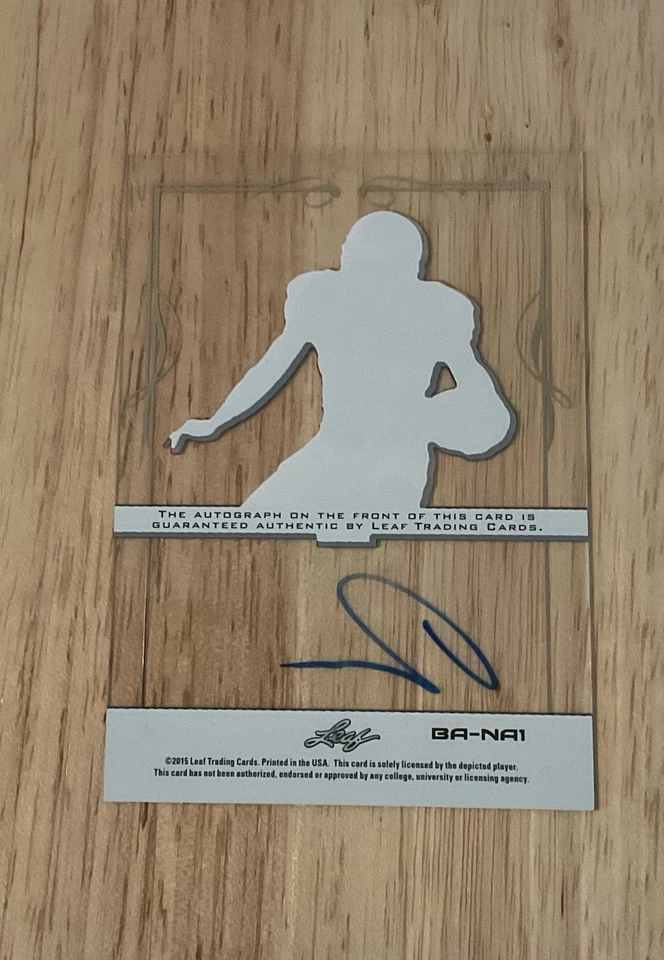 THE AUTOGRAPH ON THE FRONT OF THIS CARD IS
GUARANTEED AUTHENTIC BY LEAF TRADING CARDS.
Leaf
BA-NA1
©2015 Leaf Trading Cards. Printed in the USA. This card is solely licensed by the depicted player.
This card has not been authorized, endorsed or approved by any college, university or licensing agency.